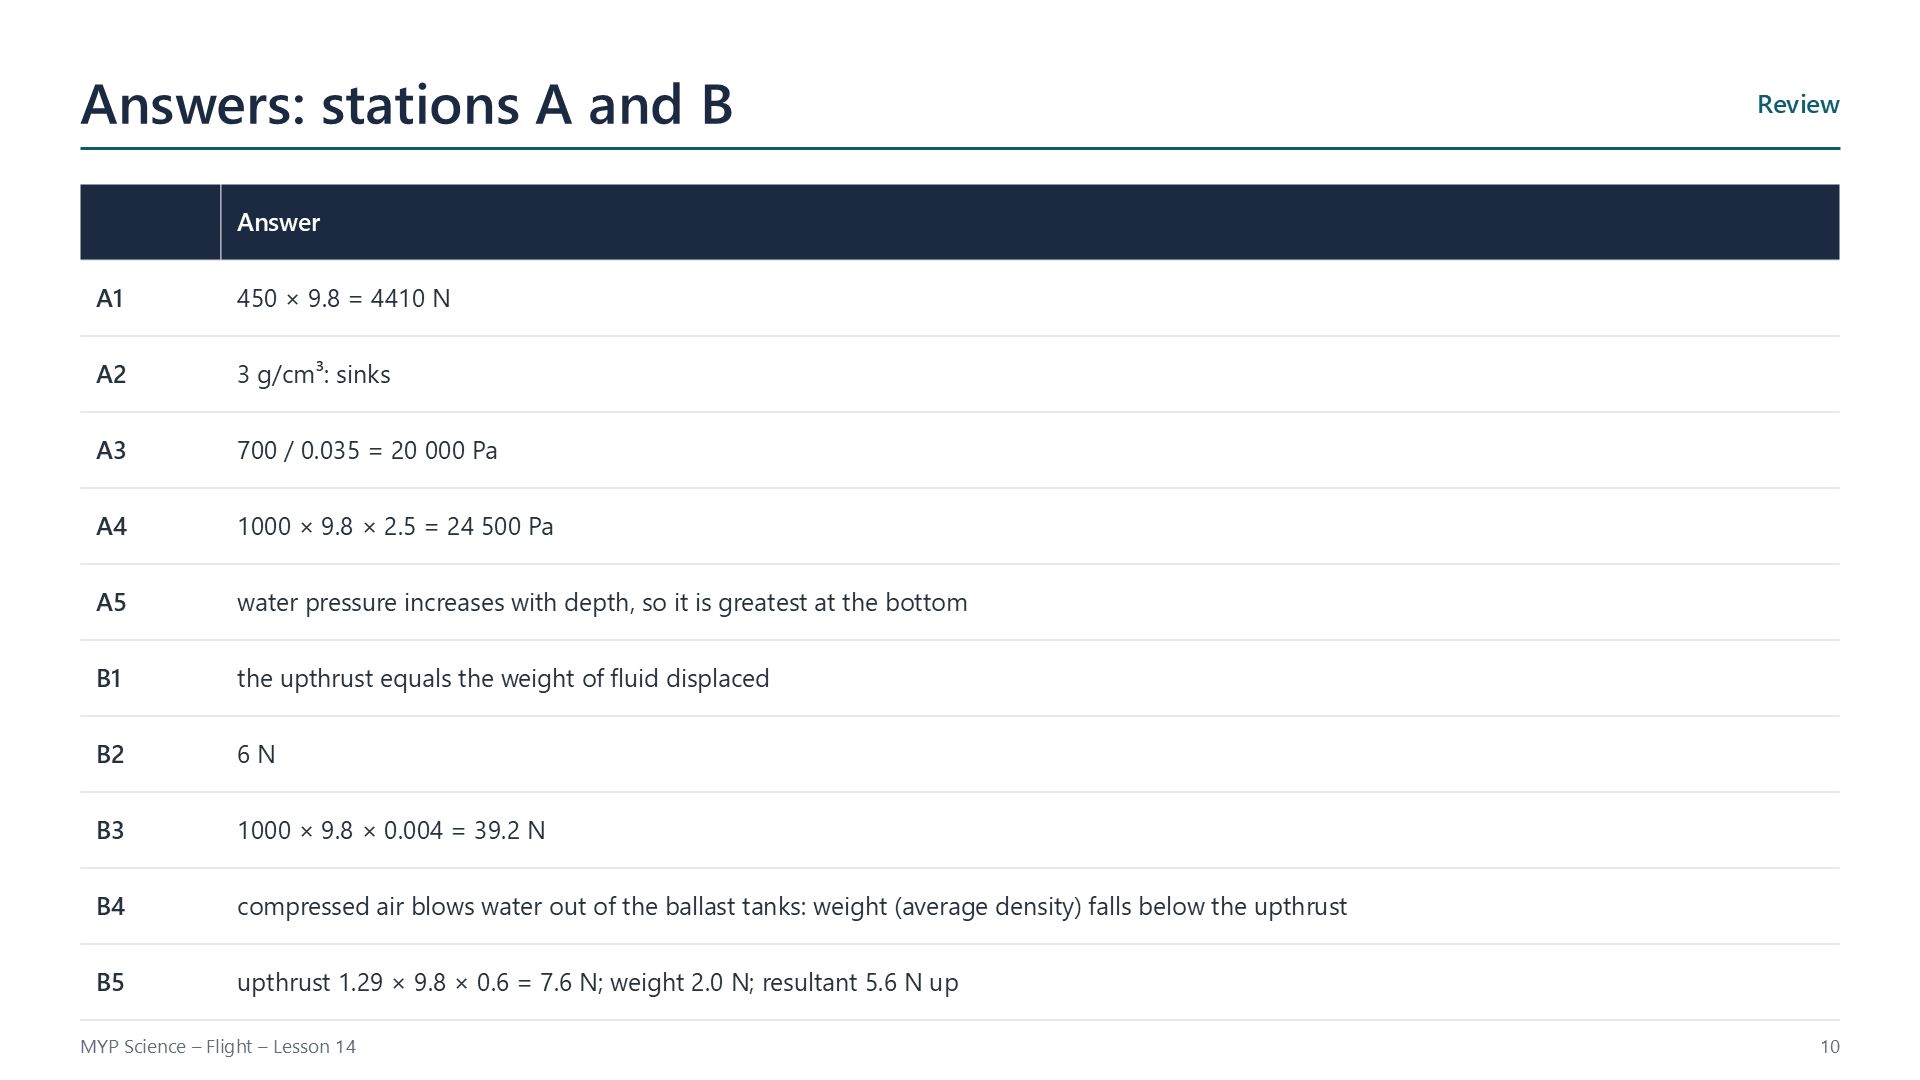 Answers: stations A and B
Review
Answer
A1 450 × 9.8 = 4410 N
A2 3 g/cm³: sinks
A3 700 / 0.035 = 20 000 Pa
A4 1000 × 9.8 × 2.5 = 24 500 Pa
A5 water pressure increases with depth, so it is greatest at the bottom
B1 the upthrust equals the weight of fluid displaced
B2 6 N
B3 1000 × 9.8 × 0.004 = 39.2 N
B4 compressed air blows water out of the ballast tanks: weight (average density) falls below the upthrust
B5 upthrust 1.29 × 9.8 × 0.6 = 7.6 N; weight 2.0 N; resultant 5.6 N up
MYP Science – Flight – Lesson 14
10